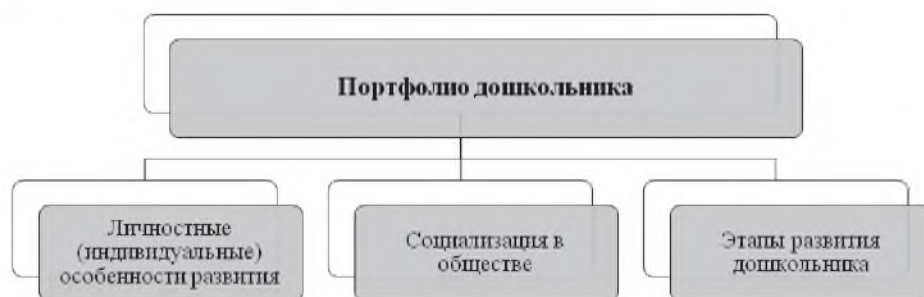 Портфолио дошкольника
Личностные
(индивидуальные)
особенности развития
Социализация в
обществе
Этапы развития
дошкольника